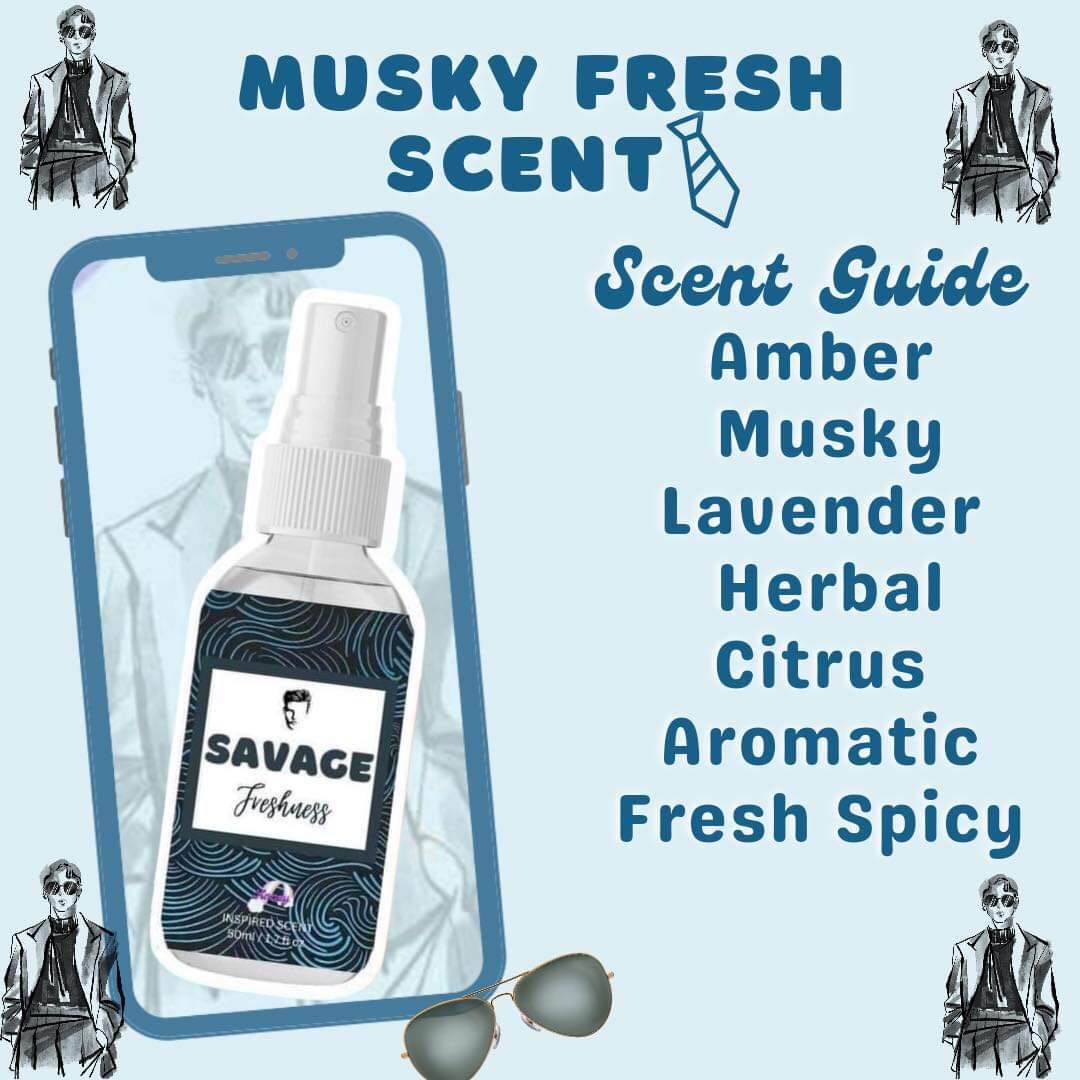 MUSKY FRESH
SCENT
Scent Guide
Amber
Musky
Lavender
Herbal
Citrus
Aromatic
Fresh Spicy
SAVAGE
Freshness
INSPIRED SCENT
50ml / 1.7 fl oz